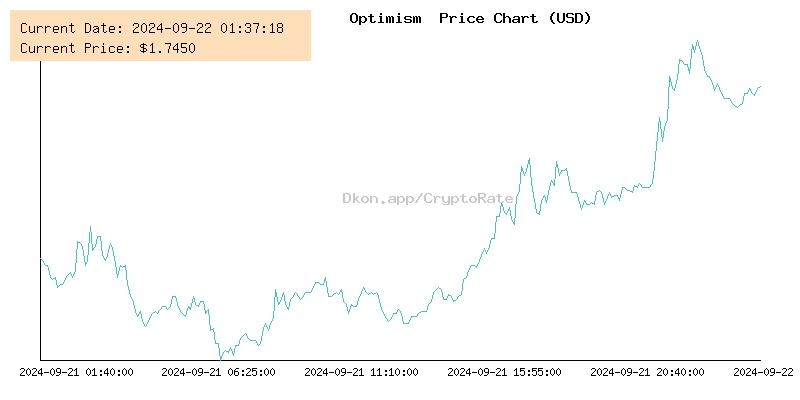 Optimism  Price Chart (USD)
Current Date: 2024-09-22 01:37:18
Current Price: $1.7450
Dkon.app/CryptoRate
2024-09-21 01:40:00 2024-09-21 06:25:00 2024-09-21 11:10:00 2024-09-21 15:55:00 2024-09-21 20:40:00 2024-09-22